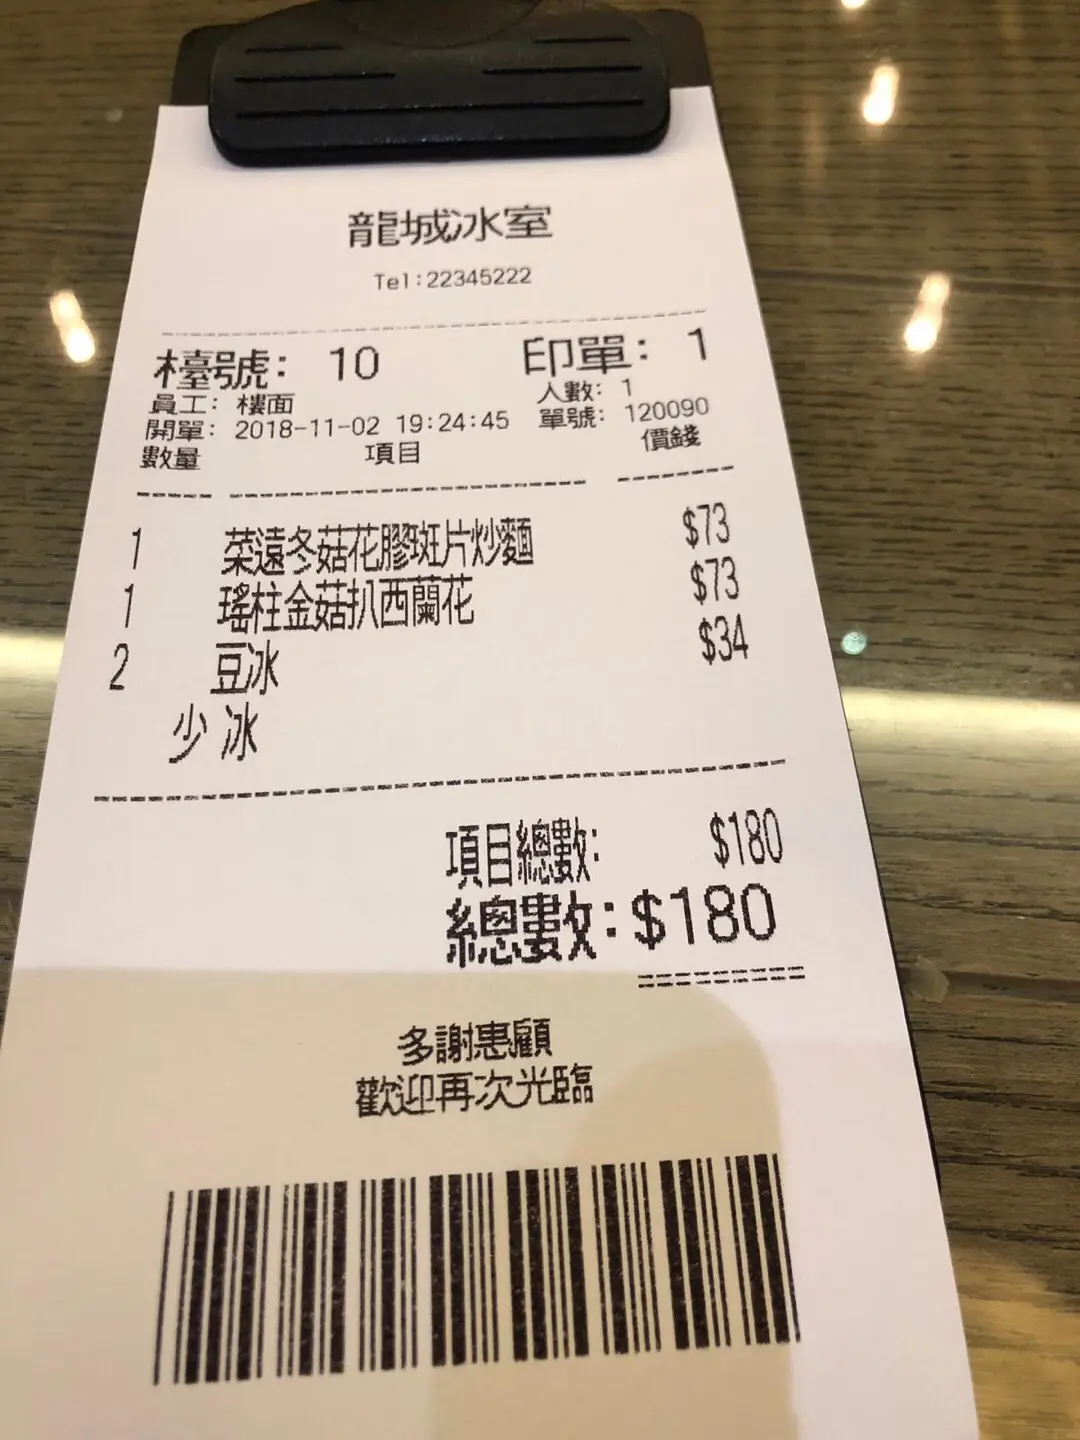 龍城冰室
Tel:22345222
檯號: 10 印單: 1
員工: 樓面 人數: 1
開單: 2018-11-02 19:24:45 單號: 120090
數量 項目 價錢
1 菜遠冬菇花膠斑片炒麵 $73
1 瑤柱金菇扒西蘭花 $73
2 豆冰 $34
少 冰
項目總數: $180
總數: $180
多謝惠顧
歡迎再次光臨